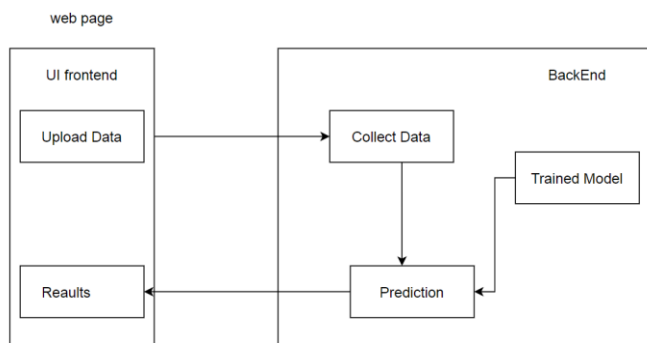 web page
UI frontend
BackEnd
Upload Data
Collect Data
Trained Model
Reaults
Prediction